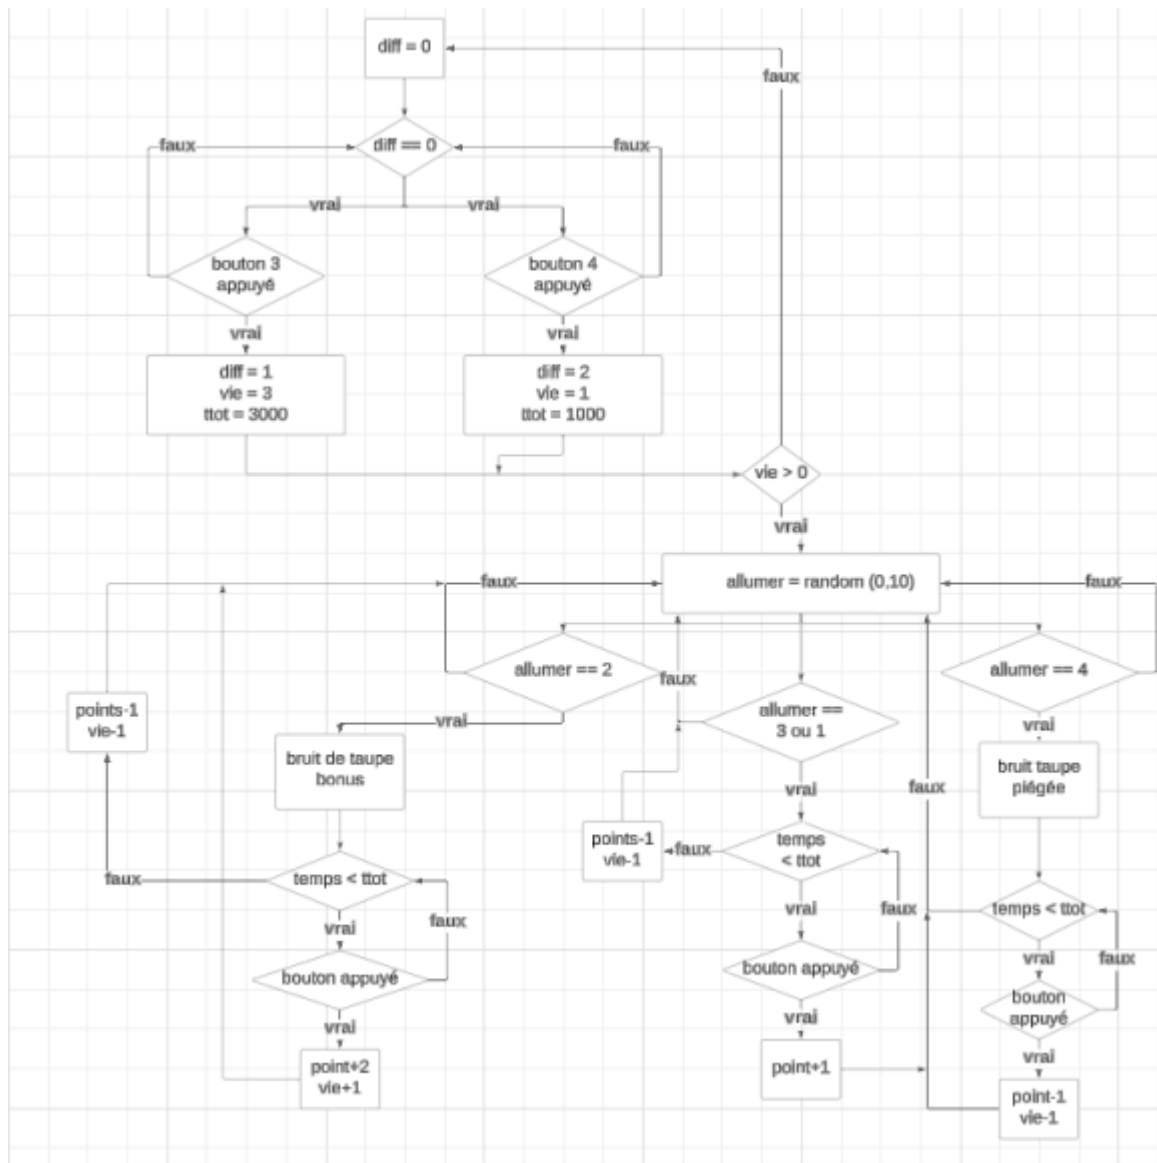 diff = 0
faux
faux
diff == 0
faux
vrai
vrai
bouton 3
appuyé
bouton 4
appuyé
vrai
vrai
diff = 1
vie = 3
ttot = 3000
diff = 2
vie = 1
ttot = 1000
vie > 0
vrai
faux
allumer = random (0,10)
faux
allumer == 2
faux
allumer == 4
points-1
vie-1
vrai
allumer ==
3 ou 1
vrai
bruit de taupe
bonus
bruit taupe
piégée
vrai
faux
points-1
vie-1
faux
temps
< ttot
faux
temps < ttot
vrai
faux
temps < ttot
faux
vrai
faux
bouton appuyé
bouton appuyé
vrai
faux
bouton
appuyé
vrai
vrai
vrai
point+2
vie+1
point+1
point-1
vie-1